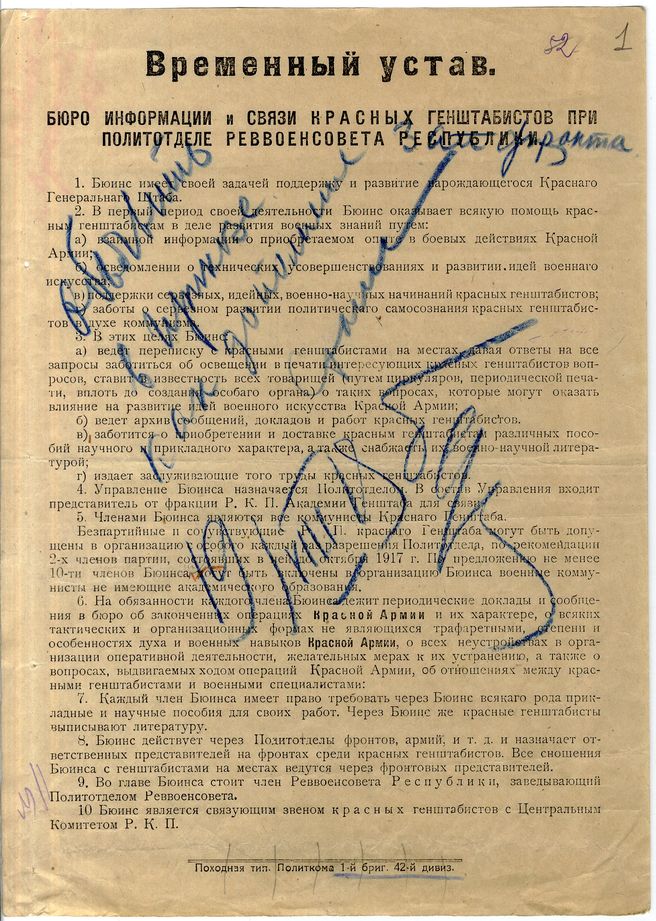 52 1
Временный устав.
БЮРО ИНФОРМАЦИИ и СВЯЗИ КРАСНЫХ ГЕНШТАБИСТОВ ПРИ
ПОЛИТОТДЕЛЕ РЕВВОЕНСОВЕТА РЕСПУБЛИКИ.
фронта
1. Бюинс имеет своей задачей поддержку и развитие нарождающегося Краснаго
Генеральнаго штаба.
2. В первый период своей деятельности Бюинс оказывает всякую помощь крас-
ным генштабистам в деле развития военных знаний путем:
а) взаимной информации о приобретаемом опыте в боевых действиях Красной
Армии;
б) осведомлении о технических усовершенствованиях и развитии идей военнаго
искусства;
в) поддержки серьезных, идейных, военно-научных начинаний красных генштабистов;
г) заботы о серьезном развитии политическаго самосознания красных генштабис-
тов в духе коммунизма.
3. В этих целях Бюинс:
а) ведет переписку с красными генштабистами на местах, давая ответы на все
запросы заботиться об освещении в печати интересующих красных генштабистов воп-
росов, ставит в известность всех товарищей путем циркуляров, периодической печа-
ти, вплоть до создания особаго органа о таких вопросах, которые могут оказать
влияние на развитие идей военного искусства Красной Армии;
б) ведет архив сообщений, докладов и работ красных генштабистов.
в) заботится о приобретении и доставке красным генштабистам различных посо-
бий научного и прикладного характера, а также снабжает их военно-научной литера-
турой;
г) издает заслуживающие того труды красных генштабистов.
4. Управление Бюинса назначается Политотделом. В состав Управления входит
представитель от фракции Р. К. П. Академии Генштаба для связи.
5. Членами Бюинса являются все коммунисты Краснаго Генштаба.
Безпартийные и сочувствующие Р. К. П. краснаго Генштаба могут быть допу-
щены в организацию с особого каждый раз разрешения Политотдела, по рекомендации
2-х членов партии, состоящих в ней до октября 1917 г. По предложению не менее
10-ти членов Бюинса могут быть включены в организацию Бюинса военные комму-
нисты не имеющие академического образования.
6. На обязанности каждого члена Бюинса лежит периодические доклады и сообще-
ния в бюро об законченных операциях Красной Армии и их характере, о всяких
тактических и организационных формах не являющихся трафаретными, степени и
особенностях духа и военных навыков Красной Армии, о всех неустройствах в орга-
низации оперативной деятельности, желательных мерах к их устранению, а также о
вопросах, выдвигаемых ходом операций Красной Армии, об отношениях между крас-
ными генштабистами и военными специалистами:
7. Каждый член Бюинса имеет право требовать через Бюинс всякаго рода прик-
ладные и научные пособия для своих работ. Через Бюинс же красные генштабисты
выписывают литературу.
8. Бюинс действует через Подитотделы фронтов, армий, и т. д. и назначает от-
ветственных представителей на фронтах среди красных генштабистов. Все сношения
Бюинса с генштабистами на местах ведутся через фронтовых представителей.
9. Во главе Бюинса стоит член Реввоенсовета Республики, заведывающий
Политотделом Реввоенсовета.
10 Бюинс является связующим звеном красных генштабистов с Центральным
Комитетом Р. К. П.
Походная тип. Политкома 1-й бриг. 42-й дивиз.